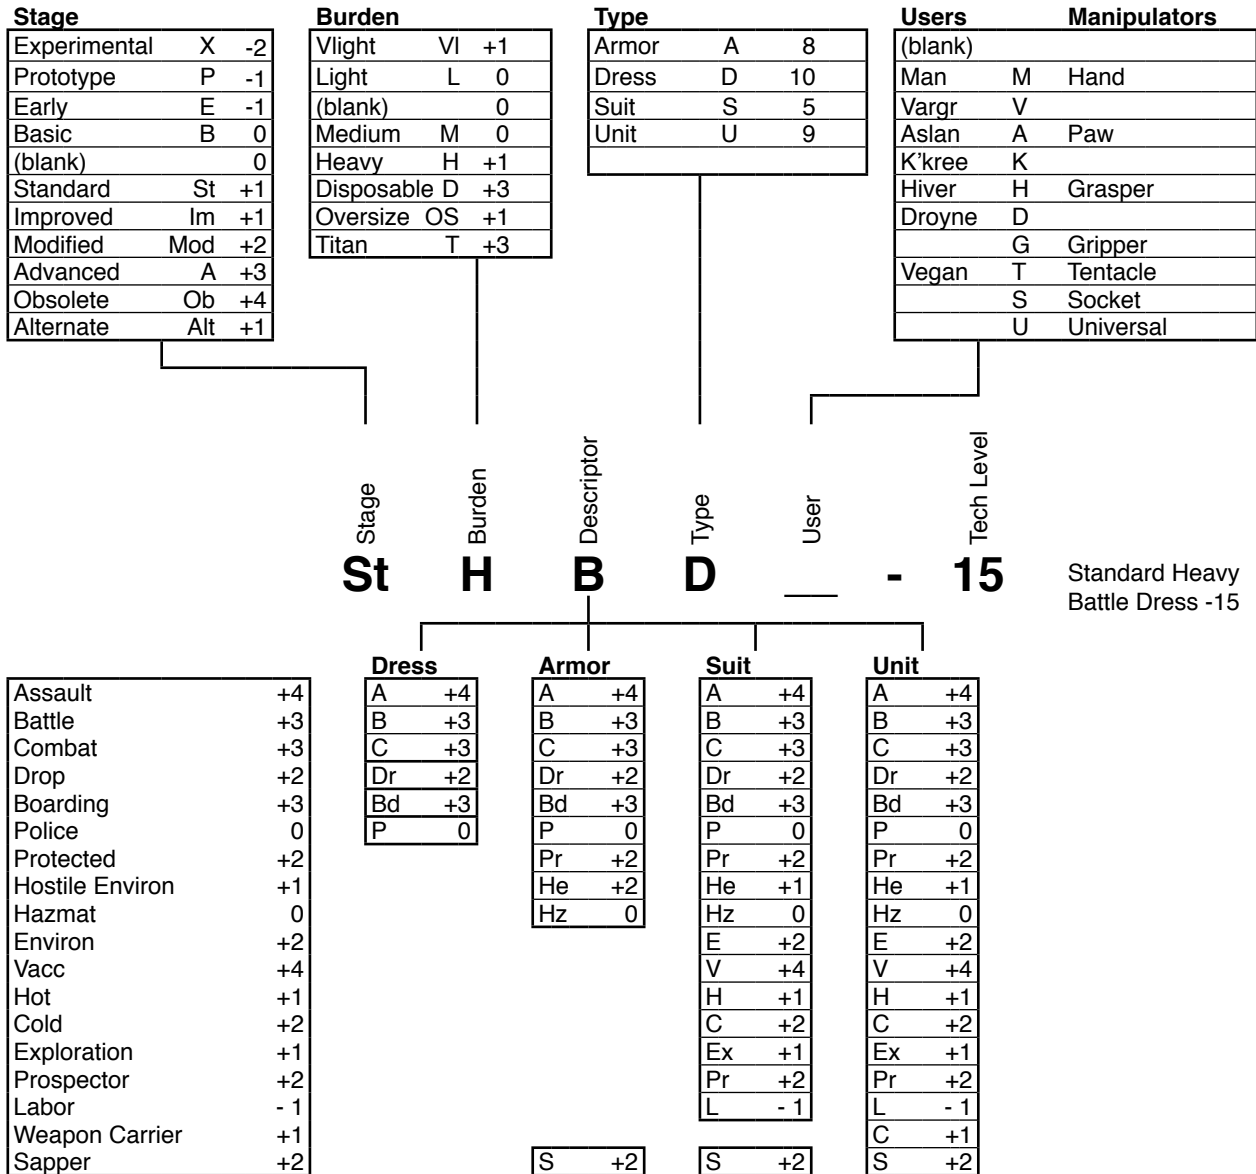 Stage
Experimental X -2
Prototype P -1
Early E -1
Basic B 0
(blank) 0
Standard St +1
Improved Im +1
Modified Mod +2
Advanced A +3
Obsolete Ob +4
Alternate Alt +1
Burden
Vlight Vl +1
Light L 0
(blank) 0
Medium M 0
Heavy H +1
Disposable D +3
Oversize OS +1
Titan T +3
Type
Armor A 8
Dress D 10
Suit S 5
Unit U 9
Users Manipulators
(blank)
Man M Hand
Vargr V
Aslan A Paw
K'kree K
Hiver H Grasper
Droyne D
G Gripper
Vegan T Tentacle
S Socket
U Universal
Stage
Burden
Descriptor
Type
User
Tech Level
St H B D __ - 15
Standard Heavy
Battle Dress -15
Dress Armor Suit Unit
Assault +4 A +4 A +4 A +4 A +4
Battle +3 B +3 B +3 B +3 B +3
Combat +3 C +3 C +3 C +3 C +3
Drop +2 Dr +2 Dr +2 Dr +2 Dr +2
Boarding +3 Bd +3 Bd +3 Bd +3 Bd +3
Police 0 P 0 P 0 P 0 P 0
Protected +2 Pr +2 Pr +2 Pr +2
Hostile Environ +1 He +2 He +1 He +1
Hazmat 0 Hz 0 Hz 0 Hz 0
Environ +2 E +2 E +2
Vacc +4 V +4 V +4
Hot +1 H +1 H +1
Cold +2 C +2 C +2
Exploration +1 Ex +1 Ex +1
Prospector +2 Pr +2 Pr +2
Labor - 1 L - 1 L - 1
Weapon Carrier +1 C +1
Sapper +2 S +2 S +2 S +2